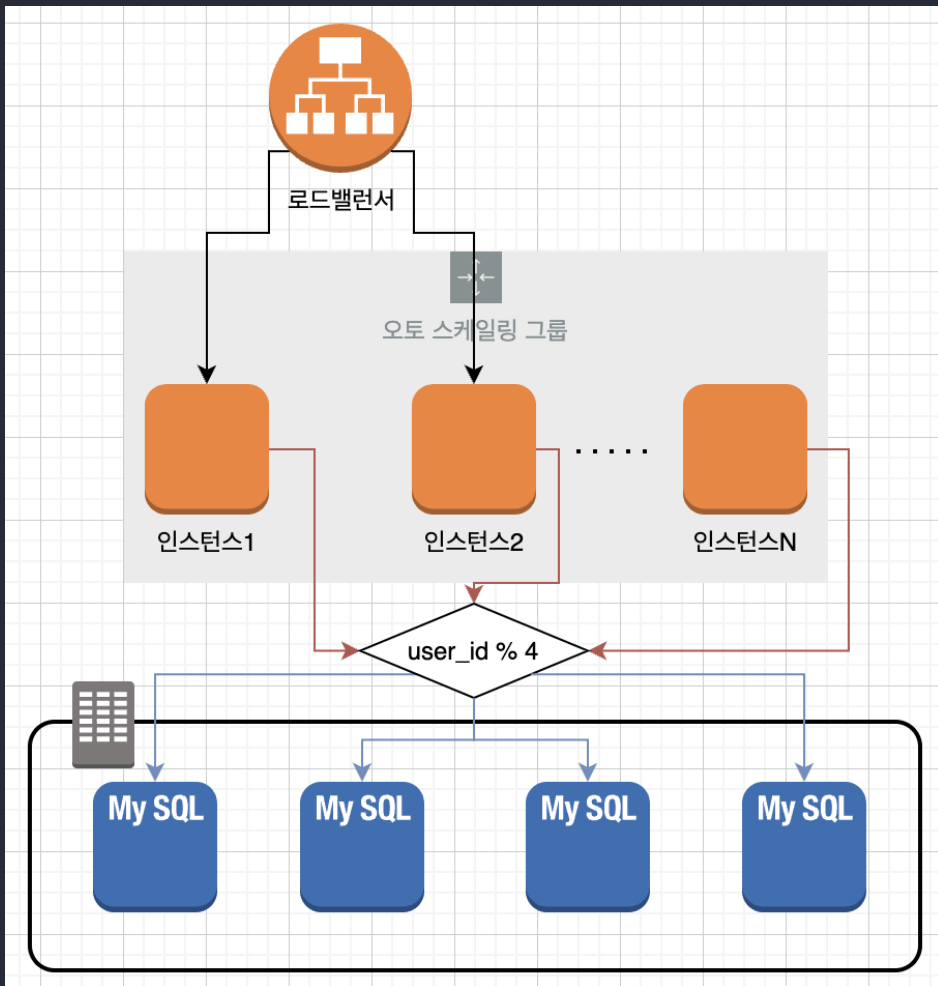 로드밸런서
오토 스케일링 그룹
.....
인스턴스1
인스턴스2
인스턴스N
user_id % 4
My SQL
My SQL
My SQL
My SQL